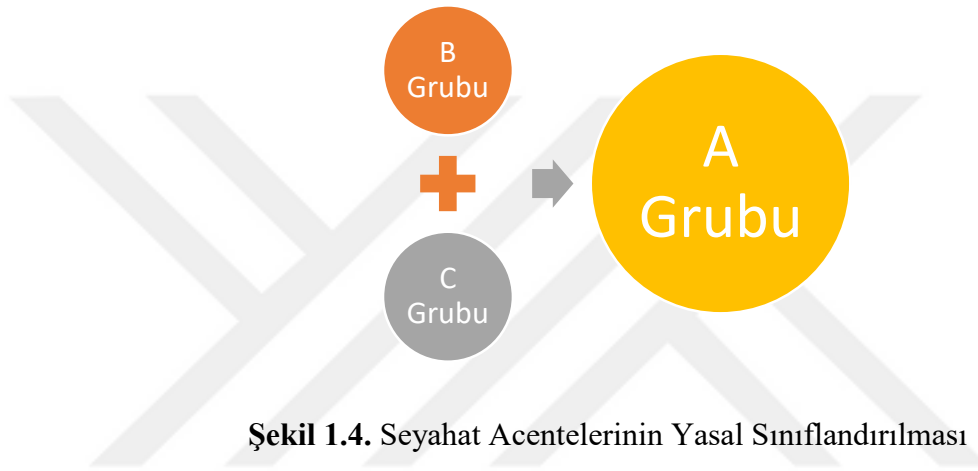 B
Grubu
A
Grubu
C
Grubu
Şekil 1.4. Seyahat Acentelerinin Yasal Sınıflandırılması